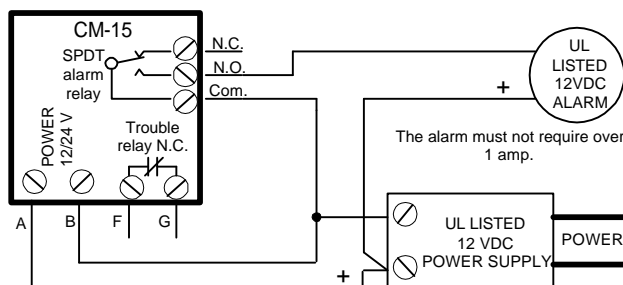 CM-15
SPDT
alarm
relay
N.C.
N.O.
Com.
POWER
12/24 V
Trouble
relay N.C.
A
B
F
G
UL
LISTED
12VDC
ALARM
+
The alarm must not require over
1 amp.
UL LISTED
12 VDC
POWER SUPPLY
POWER
+